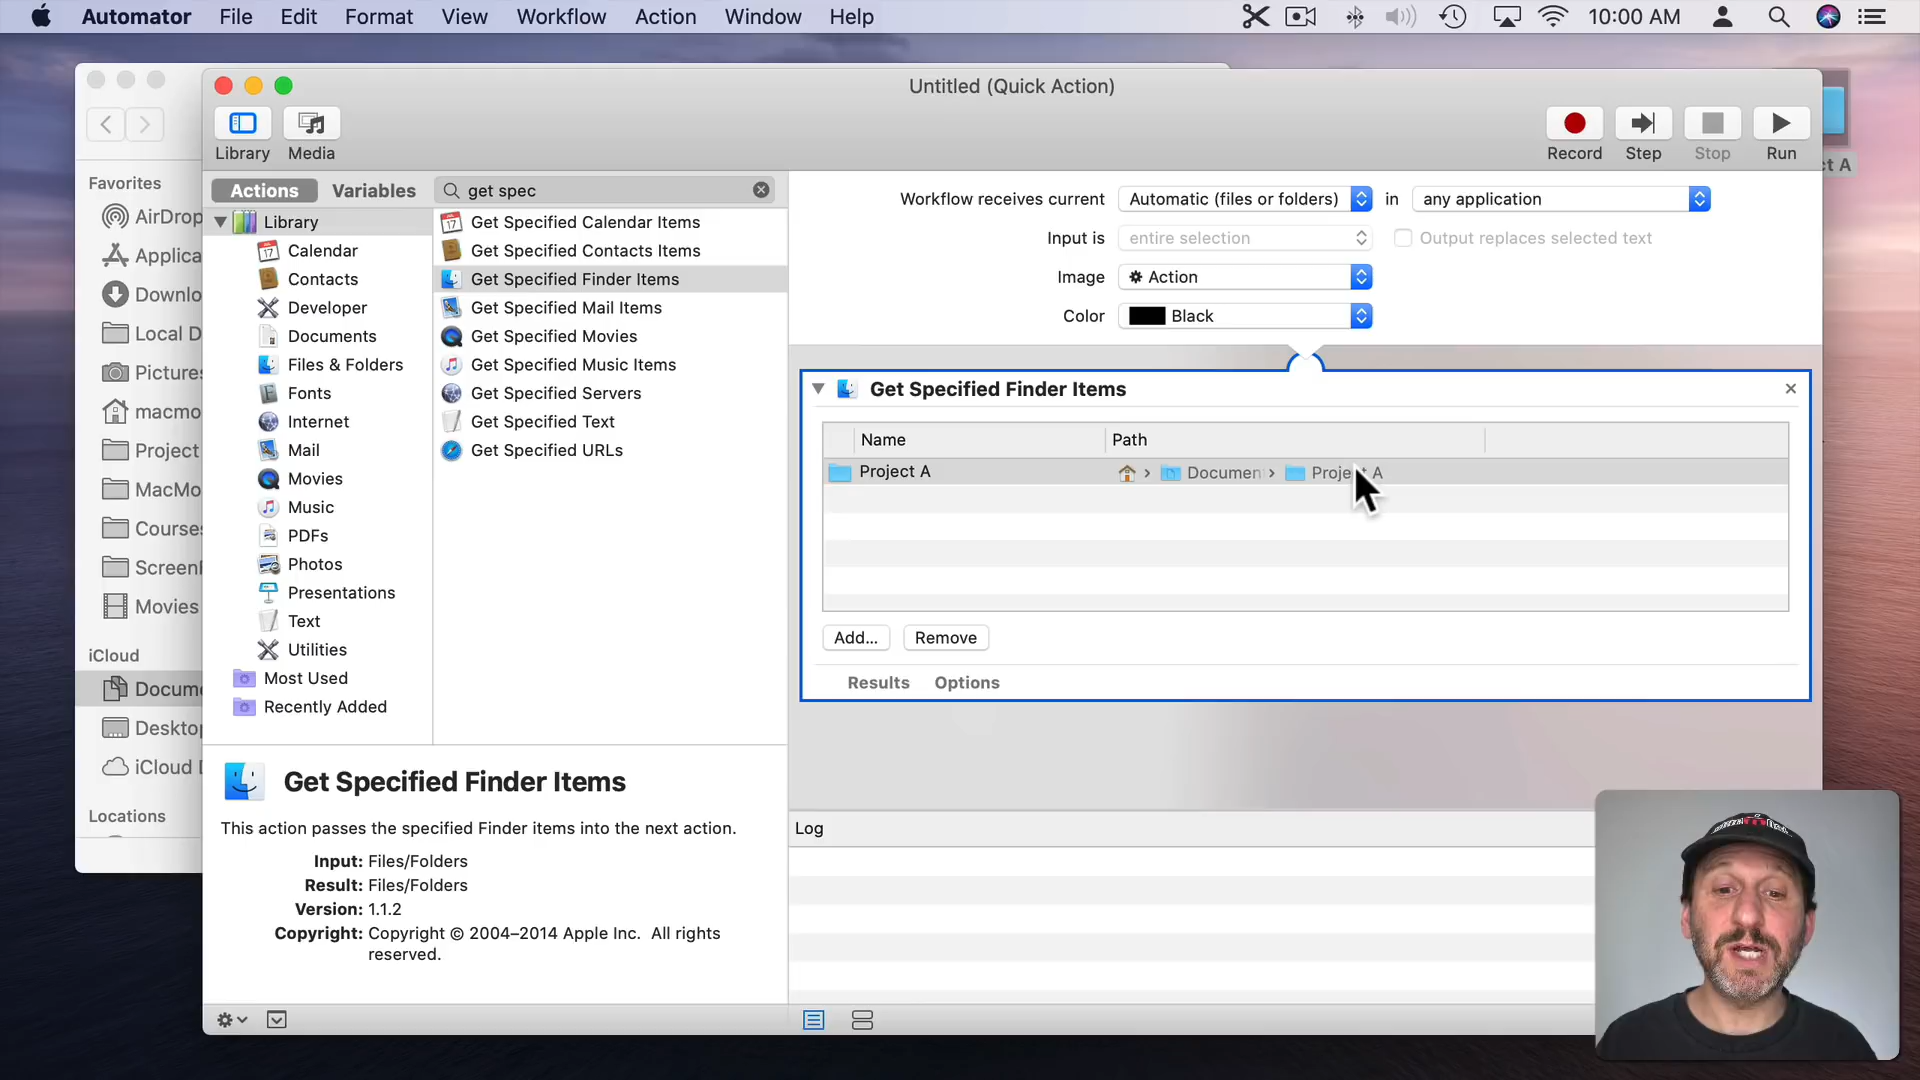 Automator File Edit Format View Workflow Action Window Help 10:00 AM
Untitled (Quick Action)
Library Media Record Step Stop Run
Actions Variables get spec
Library
Calendar
Contacts
Developer
Documents
Files & Folders
Fonts
Internet
Mail
Movies
Music
PDFs
Photos
Presentations
Text
Utilities
Most Used
Recently Added
Get Specified Calendar Items
Get Specified Contacts Items
Get Specified Finder Items
Get Specified Mail Items
Get Specified Movies
Get Specified Music Items
Get Specified Servers
Get Specified Text
Get Specified URLs
Favorites
AirDrop
Applica
Downlo
Local D
Pictures
macmo
Project
MacMo
Courses
Screen
Movies
iCloud
Docume
Desktop
iCloud
Locations
Workflow receives current Automatic (files or folders) in any application
Input is entire selection Output replaces selected text
Image Action
Color Black
Get Specified Finder Items
Name Path
Project A Documen Project A
Add... Remove
Results Options
Get Specified Finder Items
This action passes the specified Finder items into the next action.
Input: Files/Folders
Result: Files/Folders
Version: 1.1.2
Copyright: Copyright © 2004–2014 Apple Inc. All rights
reserved.
Log
ct A